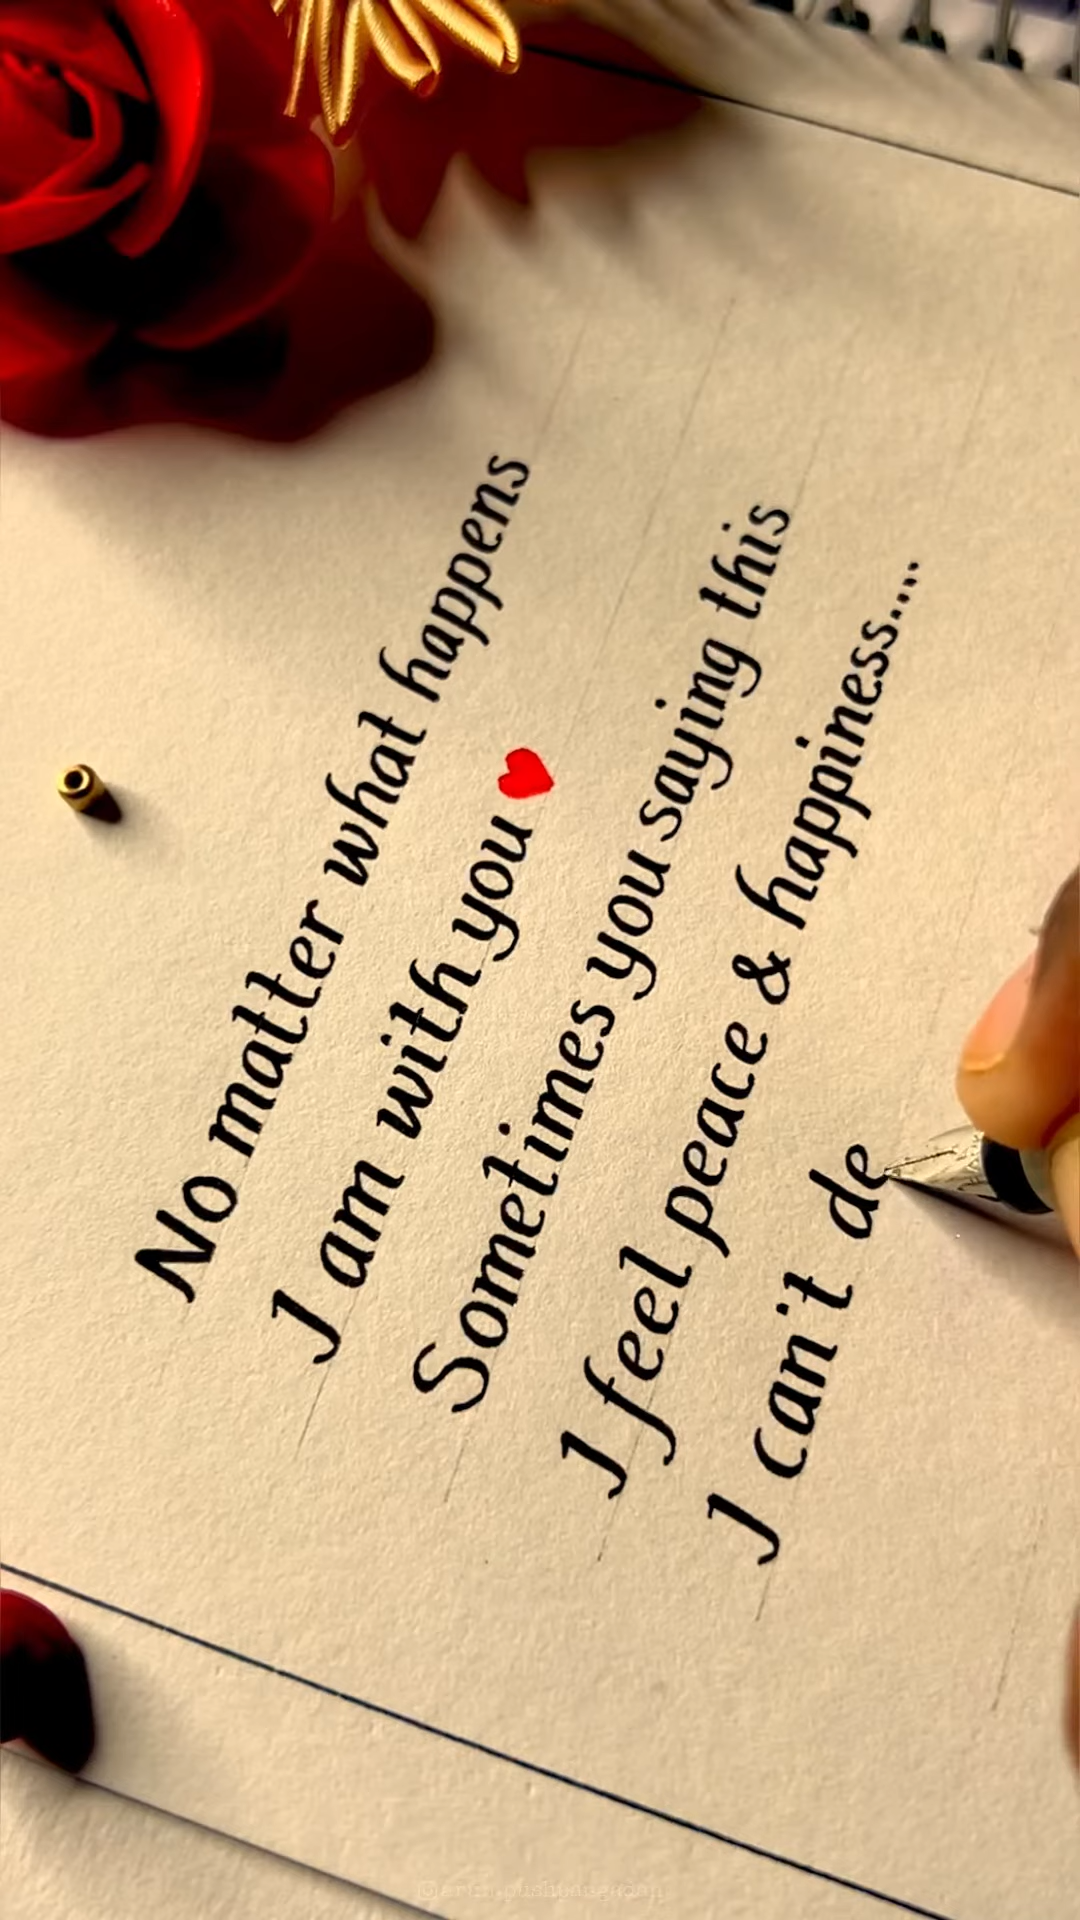 No matter what happens
I am with you
Sometimes you saying this
I feel peace & happiness....
I can't de